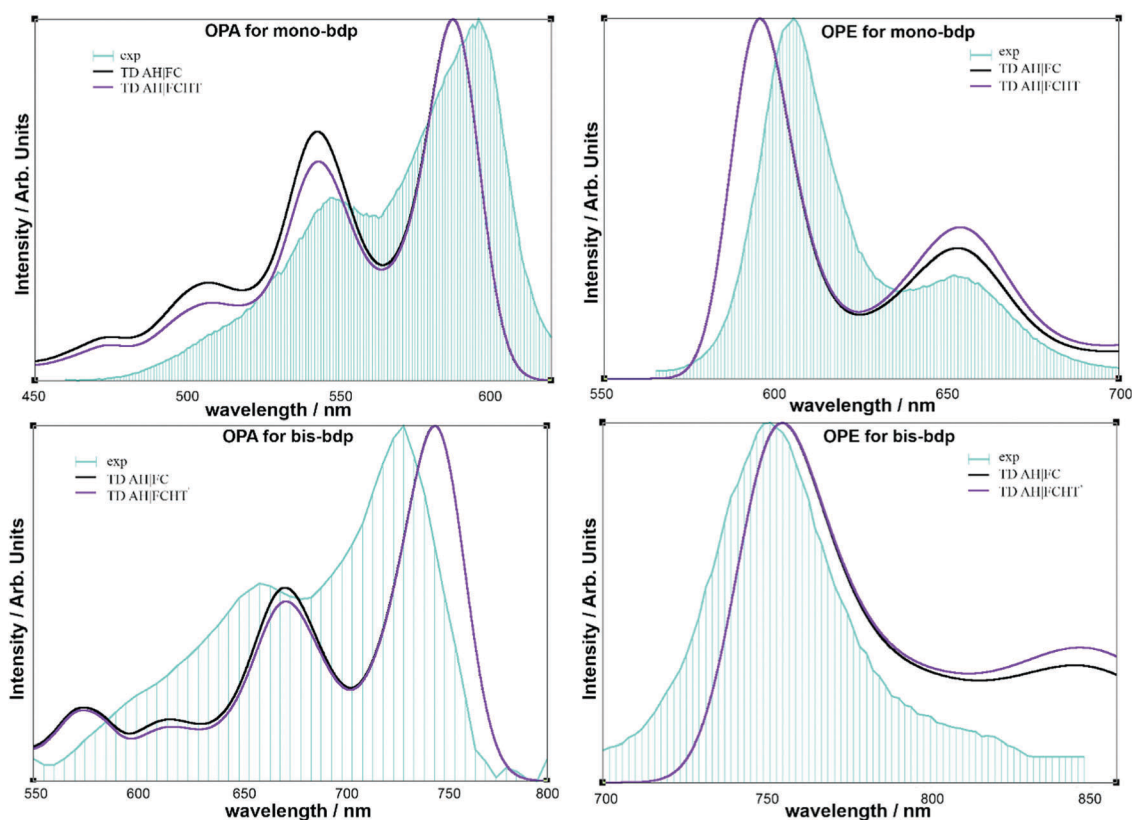 OPA for mono-bdp
exp
TD AH|FC
TD AH|FCHT
Intensity / Arb. Units
450 500 550 600
wavelength / nm
OPE for mono-bdp
exp
TD AH|FC
TD AH|FCHT
Intensity / Arb. Units
550 600 650 700
wavelength / nm
OPA for bis-bdp
exp
TD AH|FC
TD AH|FCHT
Intensity / Arb. Units
550 600 650 700 750 800
wavelength / nm
OPE for bis-bdp
exp
TD AH|FC
TD AH|FCHT
Intensity / Arb. Units
700 750 800 850
wavelength / nm